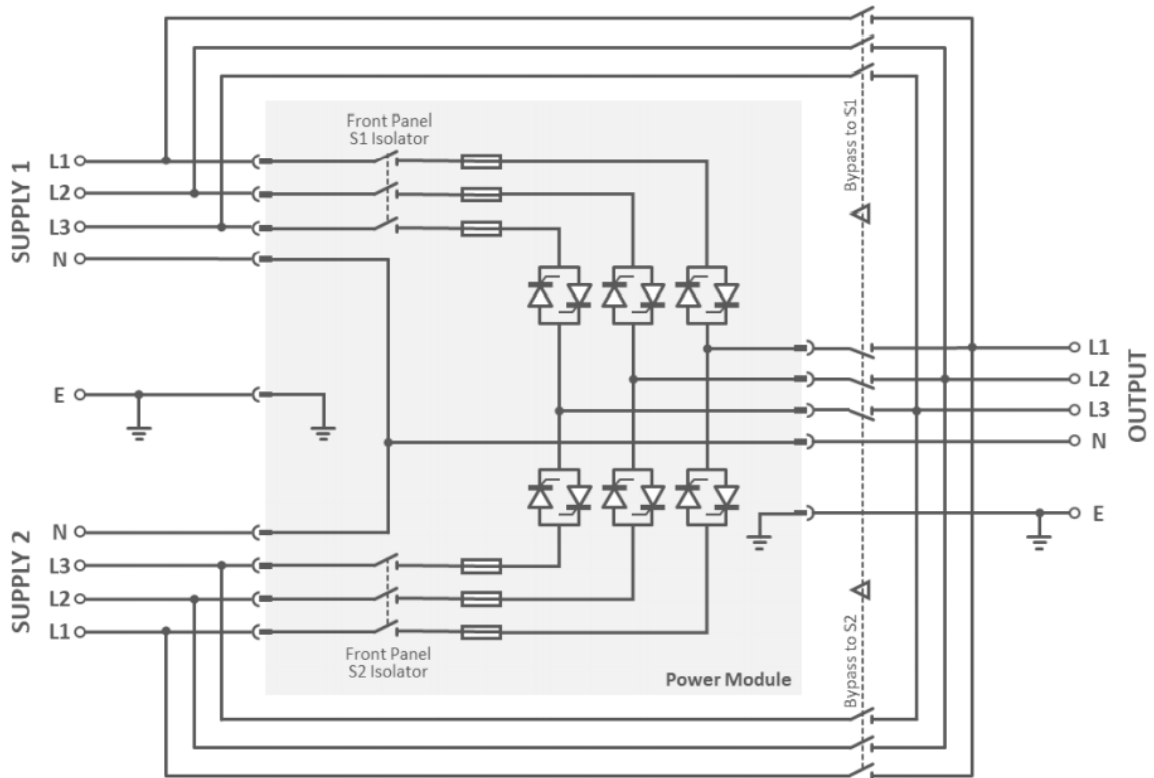 Front Panel
S1 Isolator
Bypass to S1
SUPPLY 1
L1
L2
L3
N
E
SUPPLY 2
N
L3
L2
L1
Front Panel
S2 Isolator
Power Module
Bypass to S2
L1
L2
L3
N
E
OUTPUT